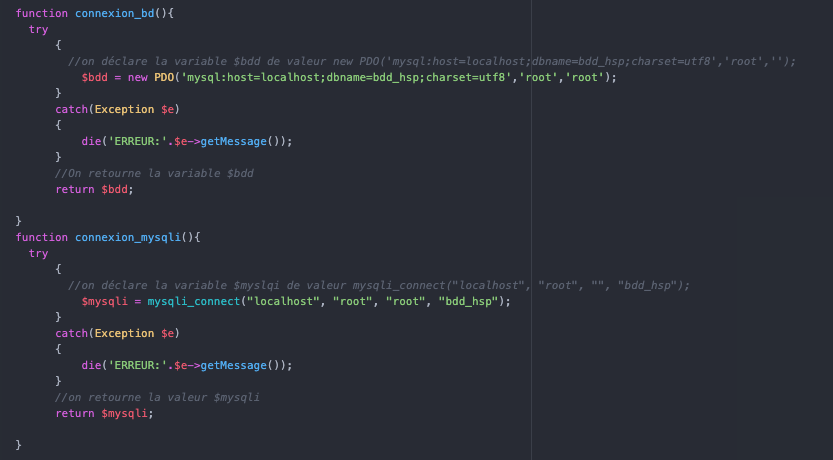 function connexion_bd(){
try
{
//on déclare la variable $bdd de valeur new PDO('mysql:host=localhost;dbname=bdd_hsp;charset=utf8','root','');
$bdd = new PDO('mysql:host=localhost;dbname=bdd_hsp;charset=utf8','root','root');
}
catch(Exception $e)
{
die('ERREUR:'.$e->getMessage());
}
//On retourne la variable $bdd
return $bdd;
}
function connexion_mysqli(){
try
{
//on déclare la variable $myslqi de valeur mysqli_connect("localhost", "root", "", "bdd_hsp");
$mysqli = mysqli_connect("localhost", "root", "root", "bdd_hsp");
}
catch(Exception $e)
{
die('ERREUR:'.$e->getMessage());
}
//on retourne la valeur $mysqli
return $mysqli;
}